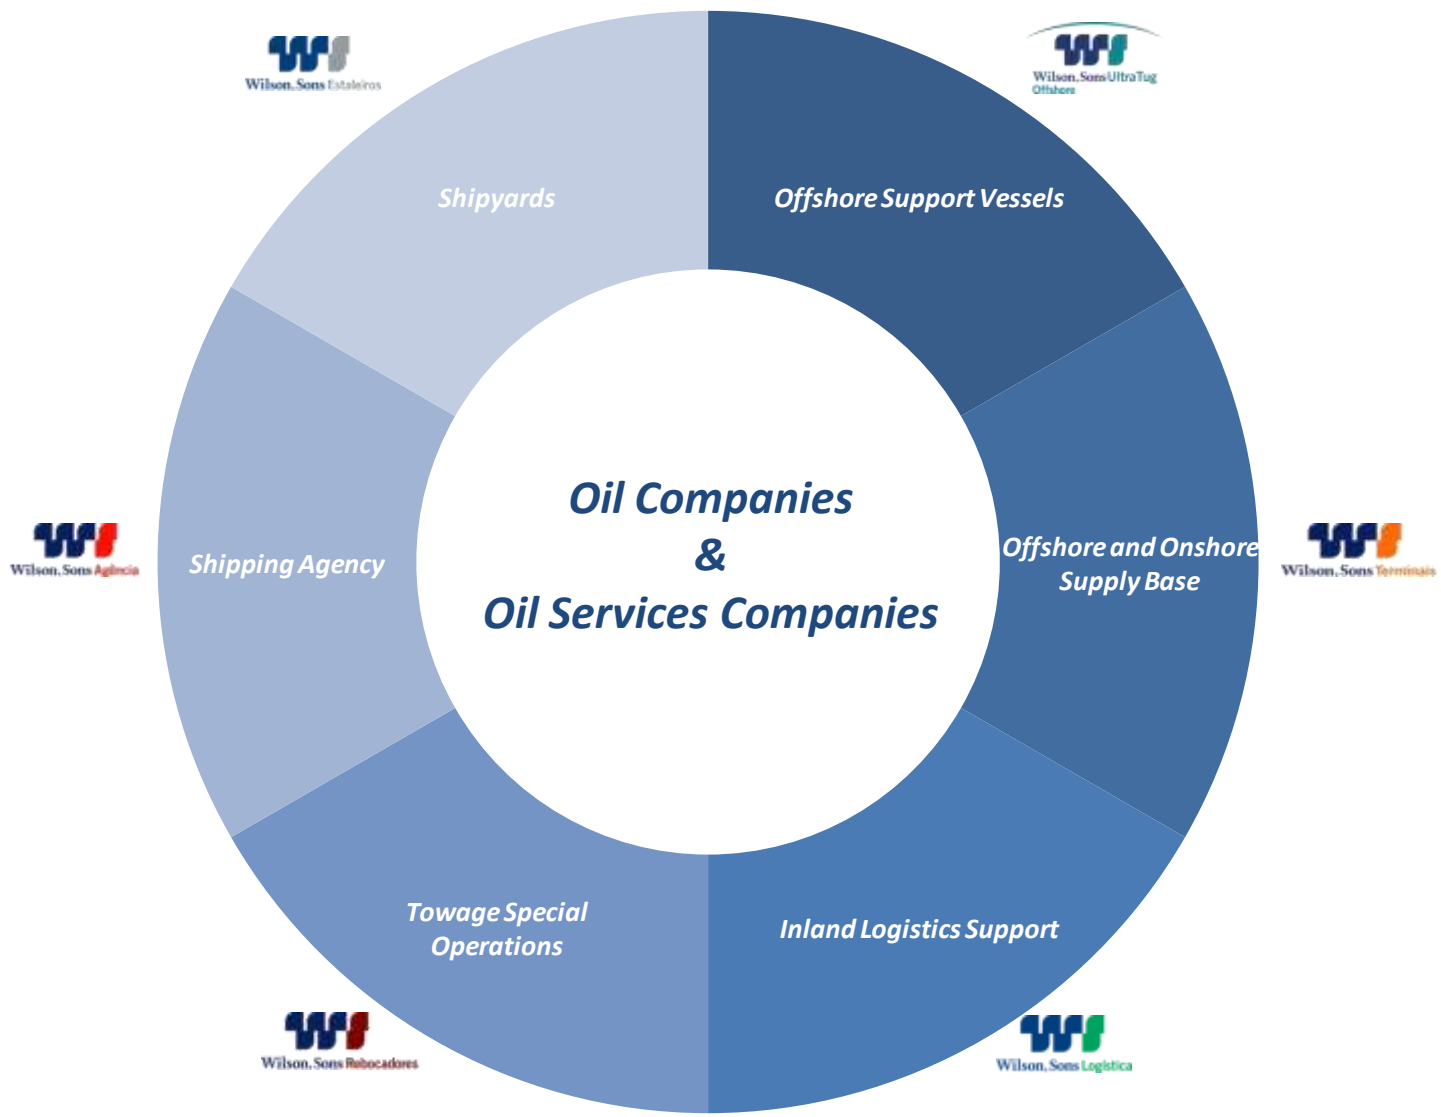 Wilson, Sons Estaleiros
Wilson, Sons UltraTug
Offshore
Shipyards
Offshore Support Vessels
Oil Companies
&
Oil Services Companies
Wilson, Sons Agência
Shipping Agency
Offshore and Onshore
Supply Base
Wilson, Sons Terminais
Towage Special
Operations
Inland Logistics Support
Wilson, Sons Rebocadores
Wilson, Sons Logística